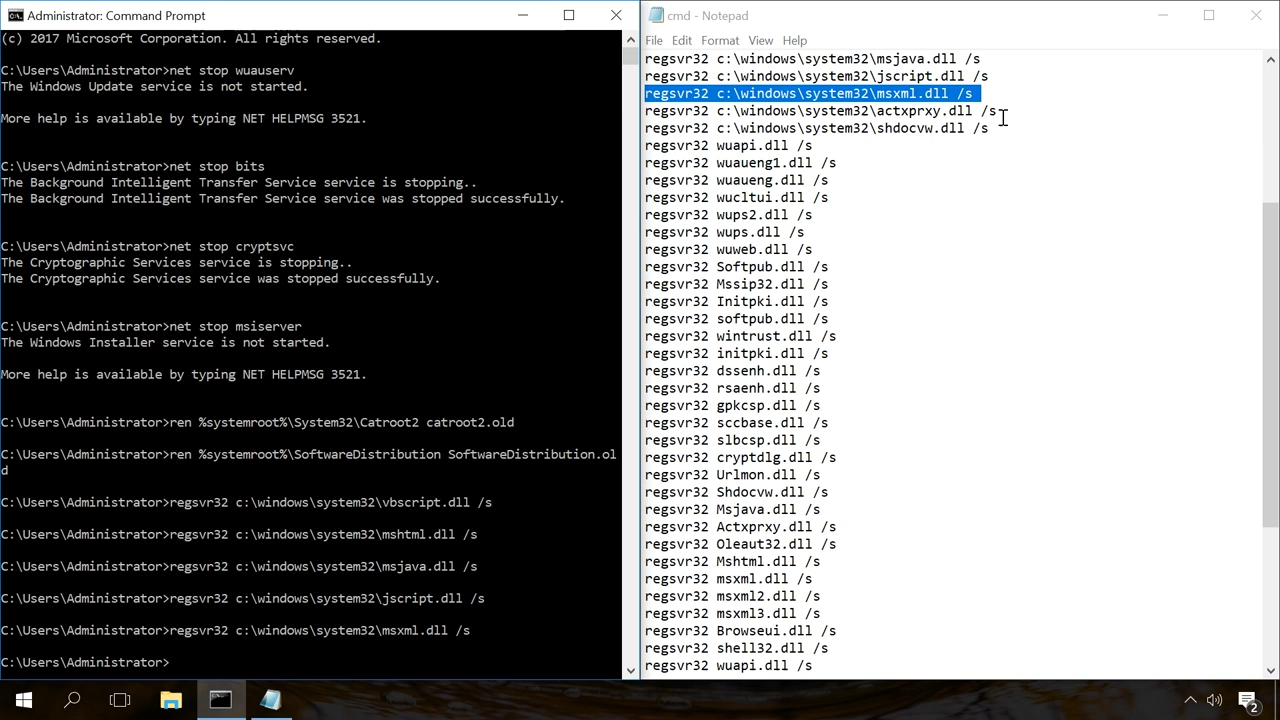 Administrator: Command Prompt
(c) 2017 Microsoft Corporation. All rights reserved.
C:\Users\Administrator>net stop wuauserv
The Windows Update service is not started.
More help is available by typing NET HELPMSG 3521.
C:\Users\Administrator>net stop bits
The Background Intelligent Transfer Service service is stopping..
The Background Intelligent Transfer Service service was stopped successfully.
C:\Users\Administrator>net stop cryptsvc
The Cryptographic Services service is stopping..
The Cryptographic Services service was stopped successfully.
C:\Users\Administrator>net stop msiserver
The Windows Installer service is not started.
More help is available by typing NET HELPMSG 3521.
C:\Users\Administrator>ren %systemroot%\System32\Catroot2 catroot2.old
C:\Users\Administrator>ren %systemroot%\SoftwareDistribution SoftwareDistribution.ol
d
C:\Users\Administrator>regsvr32 c:\windows\system32\vbscript.dll /s
C:\Users\Administrator>regsvr32 c:\windows\system32\mshtml.dll /s
C:\Users\Administrator>regsvr32 c:\windows\system32\msjava.dll /s
C:\Users\Administrator>regsvr32 c:\windows\system32\jscript.dll /s
C:\Users\Administrator>regsvr32 c:\windows\system32\msxml.dll /s
C:\Users\Administrator>
cmd - Notepad
File Edit Format View Help
regsvr32 c:\windows\system32\msjava.dll /s
regsvr32 c:\windows\system32\jscript.dll /s
regsvr32 c:\windows\system32\msxml.dll /s
regsvr32 c:\windows\system32\actxprxy.dll /s
regsvr32 c:\windows\system32\shdocvw.dll /s
regsvr32 wuapi.dll /s
regsvr32 wuaueng1.dll /s
regsvr32 wuaueng.dll /s
regsvr32 wucltui.dll /s
regsvr32 wups2.dll /s
regsvr32 wups.dll /s
regsvr32 wuweb.dll /s
regsvr32 Softpub.dll /s
regsvr32 Mssip32.dll /s
regsvr32 Initpki.dll /s
regsvr32 softpub.dll /s
regsvr32 wintrust.dll /s
regsvr32 initpki.dll /s
regsvr32 dssenh.dll /s
regsvr32 rsaenh.dll /s
regsvr32 gpkcsp.dll /s
regsvr32 sccbase.dll /s
regsvr32 slbcsp.dll /s
regsvr32 cryptdlg.dll /s
regsvr32 Urlmon.dll /s
regsvr32 Shdocvw.dll /s
regsvr32 Msjava.dll /s
regsvr32 Actxprxy.dll /s
regsvr32 Oleaut32.dll /s
regsvr32 Mshtml.dll /s
regsvr32 msxml.dll /s
regsvr32 msxml2.dll /s
regsvr32 msxml3.dll /s
regsvr32 Browseui.dll /s
regsvr32 shell32.dll /s
regsvr32 wuapi.dll /s
2